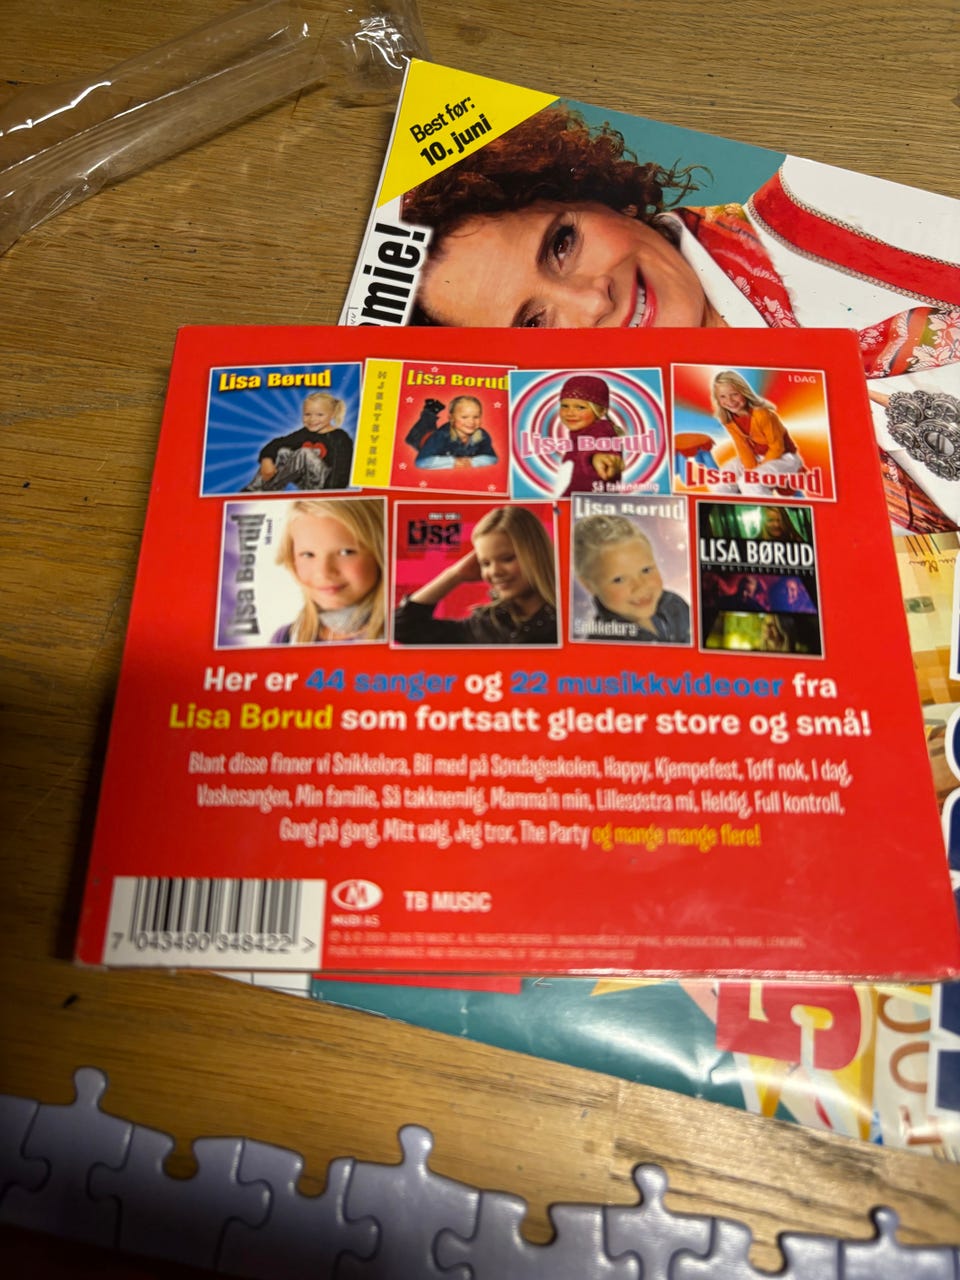 Best før:
10. juni
mie!
Lisa Børud
HJERTEVENN
Lisa Børud
Lisa Børud
Så takknemlig
I DAG
Lisa Børud
Lisa Børud
Lisa
Lisa Børud
Snikkelora
LISA BØRUD
Her er 44 sanger og 22 musikkvideoer fra
Lisa Børud som fortsatt gleder store og små!
Blant disse finner vi Snikkelora, Bli med på Søndagsskolen, Happy, Kjempefest, Tøff nok, I dag,
Vaskesangen, Min familie, Så takknemlig, Mamma'n min, Lillesøstra mi, Heldig, Full kontroll,
Gang på gang, Mitt valg, Jeg tror, The Party og mange mange flere!
7 043490 348422 >
MUDI AS
TB MUSIC
5